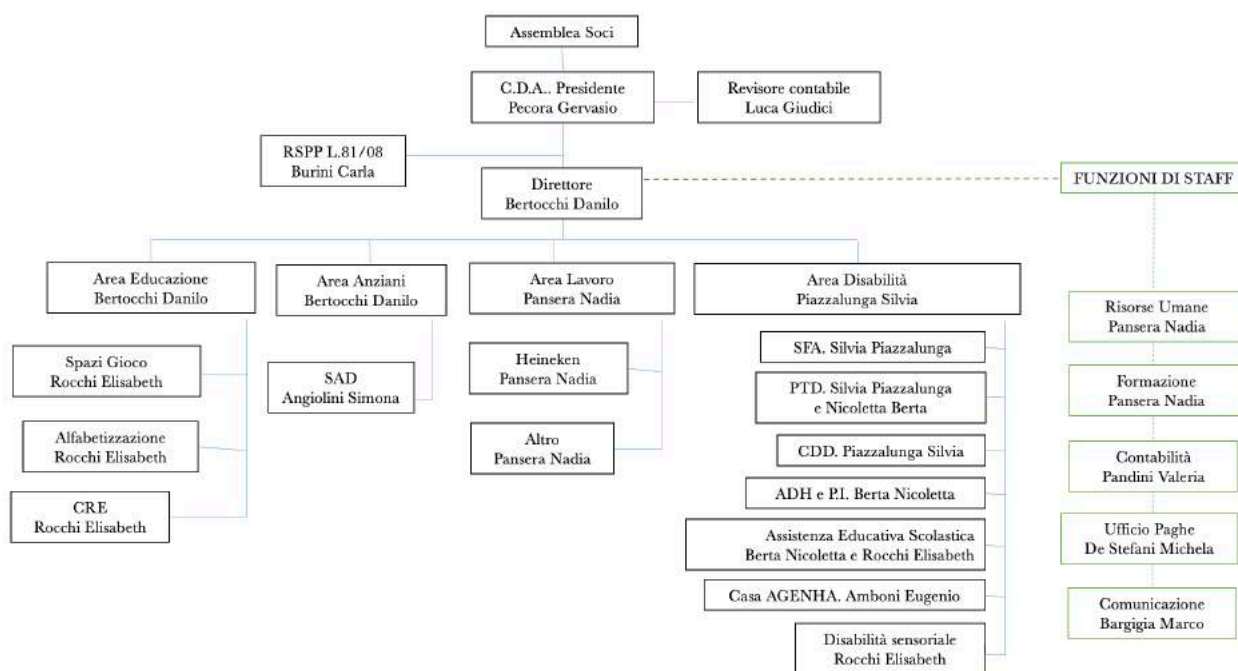 Assemblea Soci
C.D.A.. Presidente
Pecora Gervasio
Revisore contabile
Luca Giudici
RSPP L.81/08
Burini Carla
Direttore
Bertocchi Danilo
FUNZIONI DI STAFF
Area Educazione
Bertocchi Danilo
Area Anziani
Bertocchi Danilo
Area Lavoro
Pansera Nadia
Area Disabilità
Piazzalunga Silvia
Spazi Gioco
Rocchi Elisabeth
Alfabetizzazione
Rocchi Elisabeth
CRE
Rocchi Elisabeth
SAD
Angiolini Simona
Heineken
Pansera Nadia
Altro
Pansera Nadia
SFA. Silvia Piazzalunga
PTD. Silvia Piazzalunga
e Nicoletta Berta
CDD. Piazzalunga Silvia
ADH e P.I. Berta Nicoletta
Assistenza Educativa Scolastica
Berta Nicoletta e Rocchi Elisabeth
Casa AGENHA. Amboni Eugenio
Disabilità sensoriale
Rocchi Elisabeth
Risorse Umane
Pansera Nadia
Formazione
Pansera Nadia
Contabilità
Pandini Valeria
Ufficio Paghe
De Stefani Michela
Comunicazione
Bargigia Marco